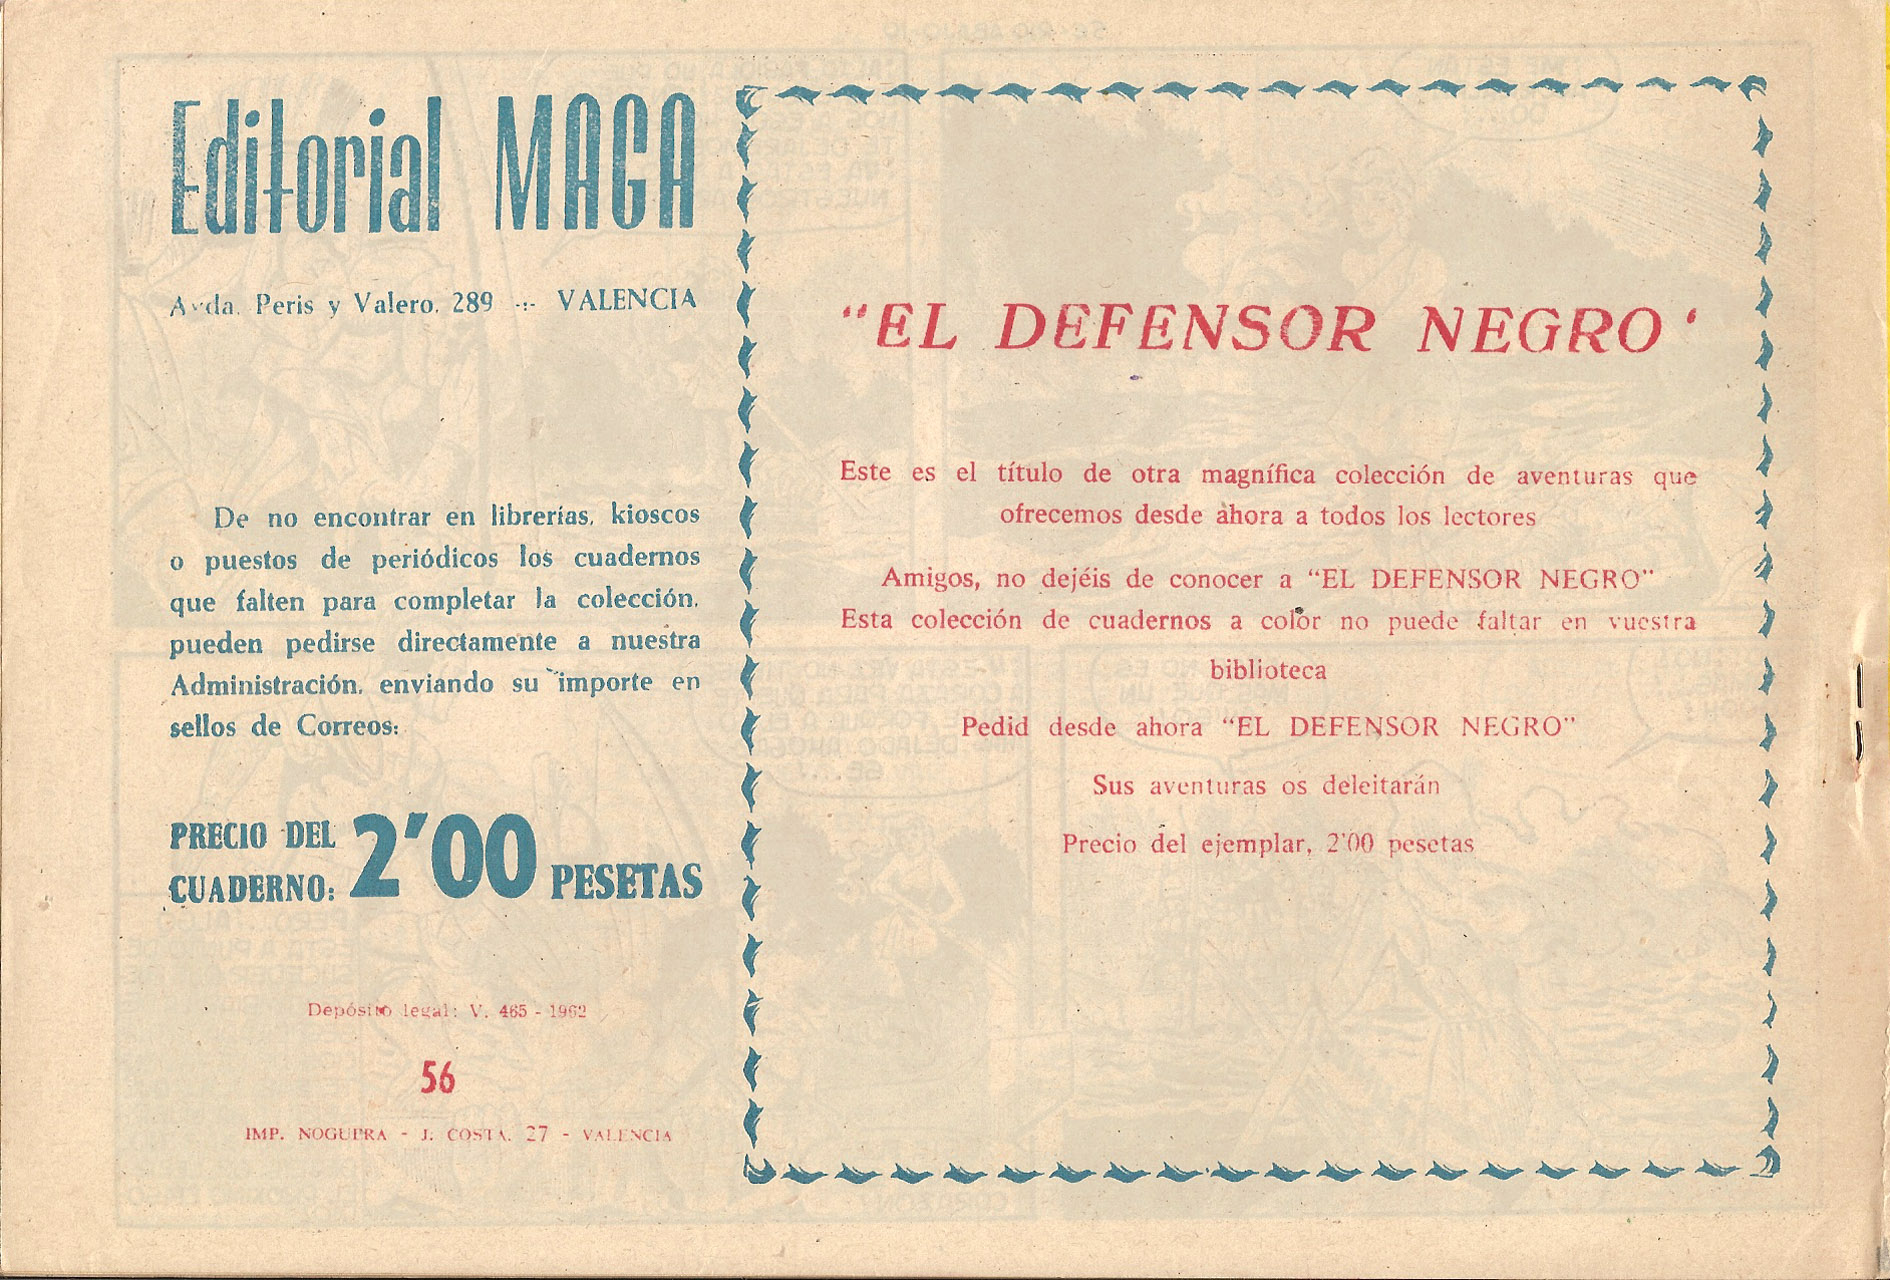 Editorial MAGA
Avda. Peris y Valero, 289 -:- VALENCIA
De no encontrar en librerías, kioscos
o puestos de periódicos los cuadernos
que falten para completar la colección,
pueden pedirse directamente a nuestra
Administración, enviando su importe en
sellos de Correos:
PRECIO DEL
CUADERNO: 2'00 PESETAS
Depósito legal: V. 465 - 1962
56
IMP. NOGUERA - J. COSTA, 27 - VALENCIA
"EL DEFENSOR NEGRO'
Este es el título de otra magnífica colección de aventuras que
ofrecemos desde ahora a todos los lectores
Amigos, no dejéis de conocer a "EL DEFENSOR NEGRO"
Esta colección de cuadernos a color no puede faltar en vuestra
biblioteca
Pedid desde ahora "EL DEFENSOR NEGRO"
Sus aventuras os deleitarán
Precio del ejemplar, 2'00 pesetas